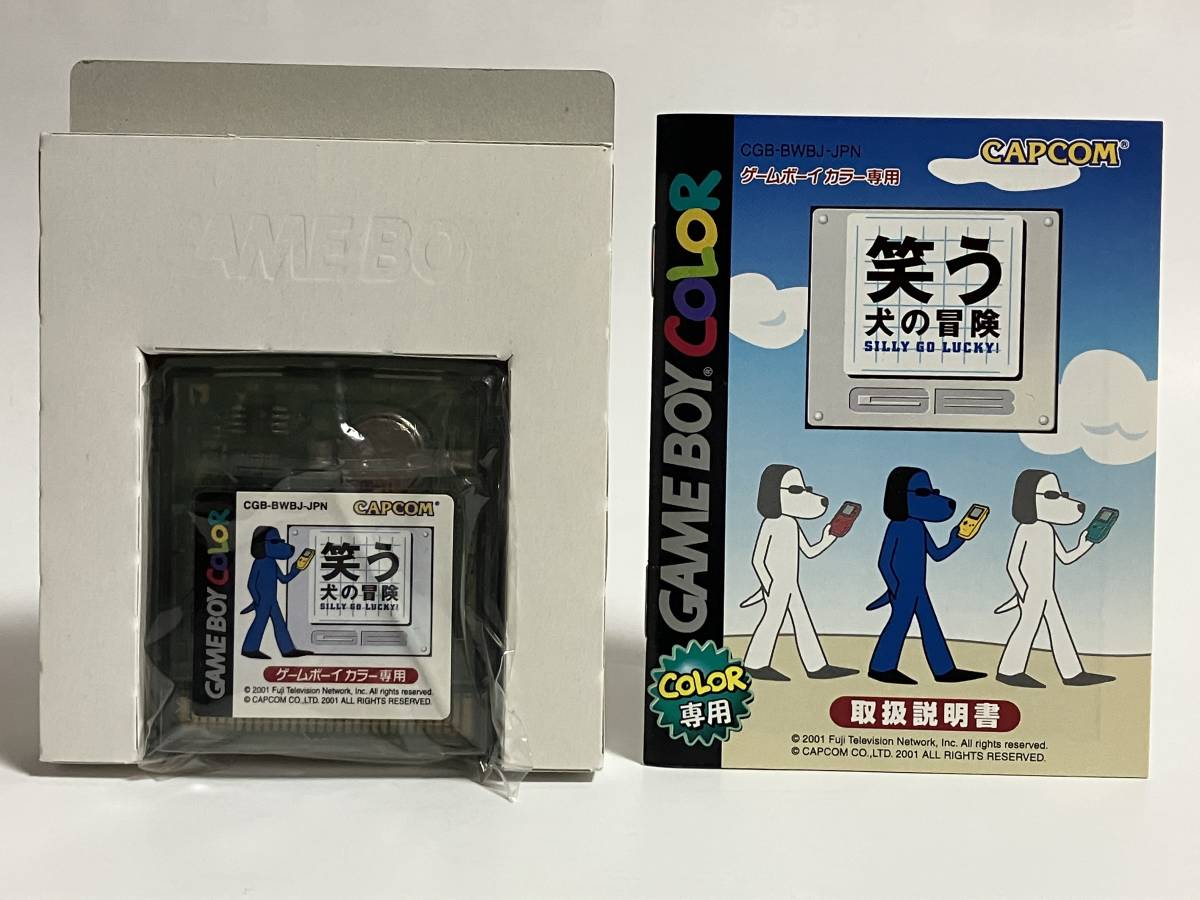 GAME BOY
CGB-BWBJ-JPN
CAPCOM®
笑う
犬の冒険
SILLY GO LUCKY!
GB
GAME BOY COLOR
ゲームボーイカラー専用
© 2001 Fuji Television Network, Inc. All rights reserved.
© CAPCOM CO.,LTD. 2001 ALL RIGHTS RESERVED.
CGB-BWBJ-JPN
ゲームボーイカラー専用
CAPCOM®
笑う
犬の冒険
SILLY GO LUCKY!
GB
GAME BOY® COLOR
COLOR
専用
取扱説明書
© 2001 Fuji Television Network, Inc. All rights reserved.
© CAPCOM CO.,LTD. 2001 ALL RIGHTS RESERVED.